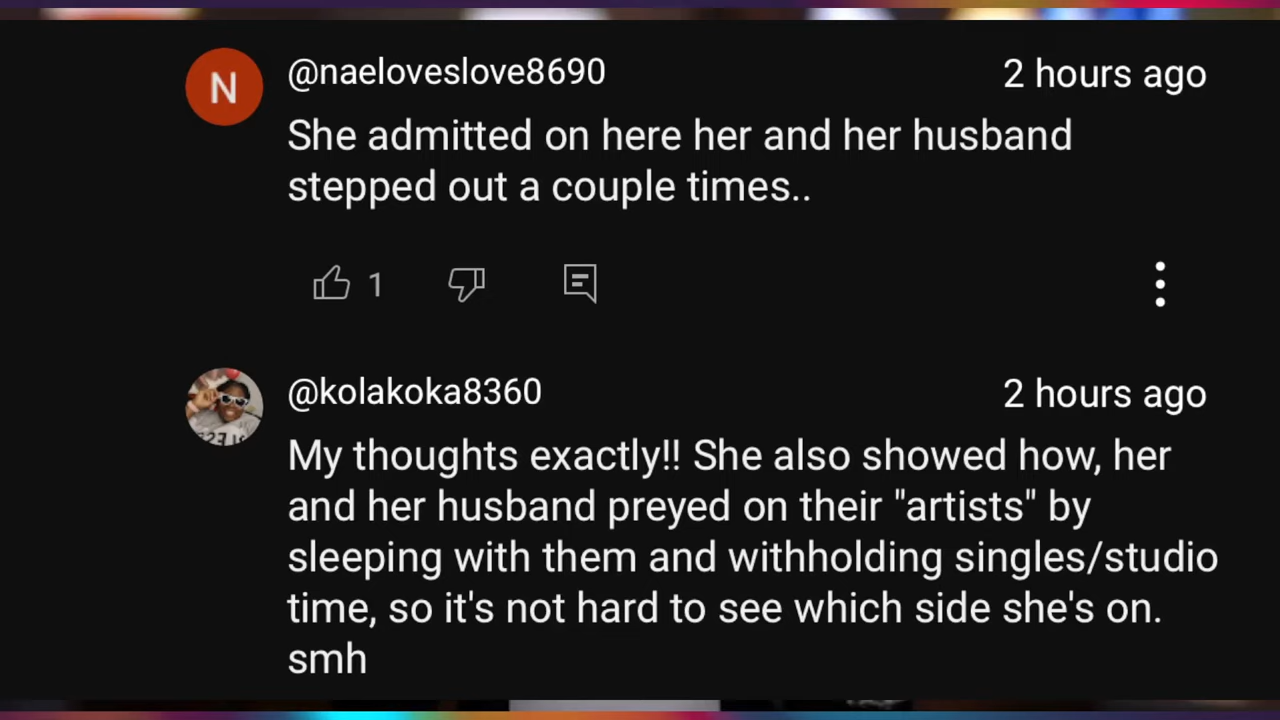 N
@naeloveslove8690
2 hours ago
She admitted on here her and her husband
stepped out a couple times..
1
@kolakoka8360
2 hours ago
My thoughts exactly!! She also showed how, her
and her husband preyed on their "artists" by
sleeping with them and withholding singles/studio
time, so it's not hard to see which side she's on.
smh